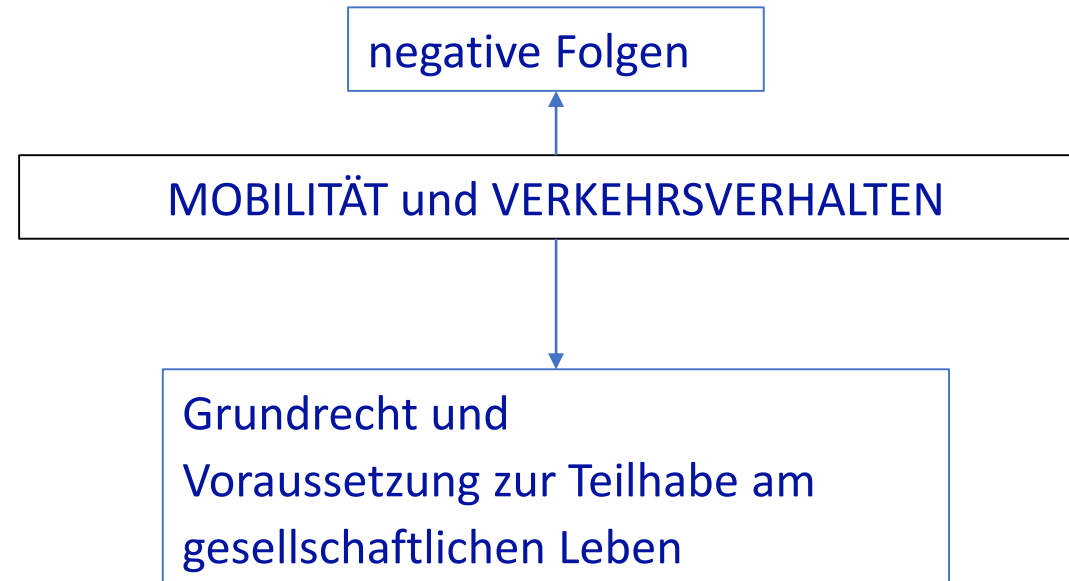 negative Folgen
MOBILITÄT und VERKEHRSVERHALTEN
Grundrecht und
Voraussetzung zur Teilhabe am
gesellschaftlichen Leben